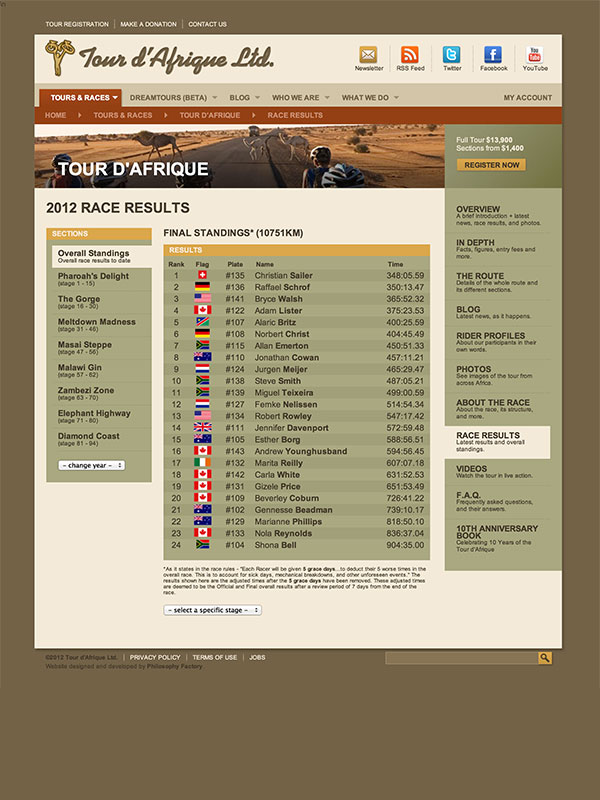 TOUR REGISTRATION | MAKE A DONATION | CONTACT US
Tour d'Afrique Ltd.
Newsletter RSS Feed Twitter Facebook YouTube
TOURS & RACES DREAMTOURS (BETA) BLOG WHO WE ARE WHAT WE DO MY ACCOUNT
HOME TOURS & RACES TOUR D'AFRIQUE RACE RESULTS
TOUR D'AFRIQUE
Full Tour $13,900
Sections from $1,400
REGISTER NOW
2012 RACE RESULTS
SECTIONS
Overall Standings
Overall race results to date
Pharoah's Delight
(stage 1 - 15)
The Gorge
(stage 16 - 30)
Meltdown Madness
(stage 31 - 46)
Masai Steppe
(stage 47 - 56)
Malawi Gin
(stage 57 - 62)
Zambezi Zone
(stage 63 - 70)
Elephant Highway
(stage 71 - 80)
Diamond Coast
(stage 81 - 94)
- change year -
FINAL STANDINGS* (10751KM)
RESULTS
Rank Flag Plate Name Time
1 #135 Christian Sailer 348:05.59
2 #136 Raffael Schrof 350:13.47
3 #141 Bryce Walsh 365:52.32
4 #122 Adam Lister 375:23.53
5 #107 Alaric Britz 400:25.59
6 #108 Norbert Christ 404:45.49
7 #115 Allan Emerton 450:51.33
8 #110 Jonathan Cowan 457:11.21
9 #124 Jurgen Meijer 465:29.47
10 #138 Steve Smith 487:05.21
11 #139 Miguel Teixeira 499:00.59
12 #127 Femke Nelissen 514:54.34
13 #134 Robert Rowley 547:17.42
14 #111 Jennifer Davenport 572:59.48
15 #105 Esther Borg 588:56.51
16 #143 Andrew Younghusband 594:56.45
17 #132 Marita Reilly 607:07.18
18 #142 Carla White 631:52.53
19 #131 Gizele Price 651:53.49
20 #109 Beverley Coburn 726:41.22
21 #102 Gennesse Beadman 739:10.17
22 #129 Marianne Phillips 818:50.10
23 #133 Nola Reynolds 836:37.04
24 #104 Shona Bell 904:35.00
*As it states in the race rules - "Each Racer will be given 5 grace days...to deduct their 5 worse times in the
overall race. This is to account for sick days, mechanical breakdowns, and other unforeseen events." The
results shown here are the adjusted times after the 5 grace days have been removed. These adjusted times
are deemed to be the Official and Final overall results after a review period of 7 days from the end of the
race.
- select a specific stage -
OVERVIEW
A brief introduction + latest
news, race results, and photos.
IN DEPTH
Facts, figures, entry fees and
more.
THE ROUTE
Details of the whole route and
its different sections.
BLOG
Latest news, as it happens.
RIDER PROFILES
About our participants in their
own words.
PHOTOS
See images of the tour from
across Africa.
ABOUT THE RACE
About the race, its structure,
and more.
RACE RESULTS
Latest results and overall
standings.
VIDEOS
Watch the tour in action.
F.A.Q.
Frequently asked questions,
and their answers.
10TH ANNIVERSARY
BOOK
Celebrating 10 Years of the
Tour d'Afrique
©2012 Tour d'Afrique Ltd. | PRIVACY POLICY | TERMS OF USE | JOBS
Website designed and developed by Philosophy Factory.